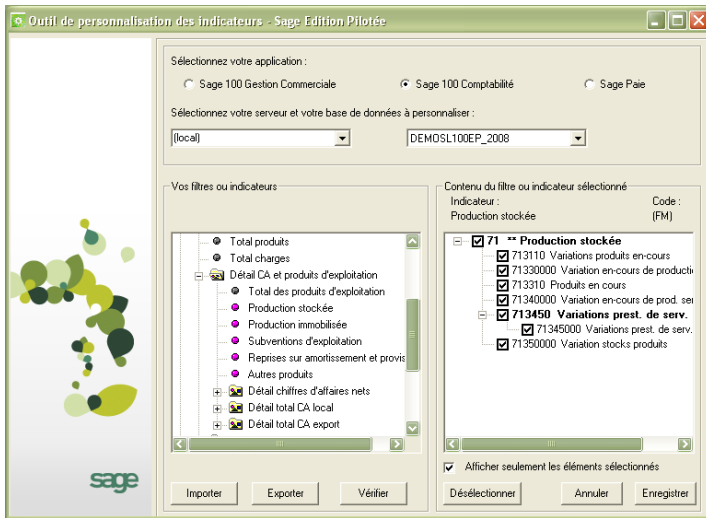 Outil de personnalisation des indicateurs - Sage Edition Pilotée
Sélectionnez votre application :
Sage 100 Gestion Commerciale
Sage 100 Comptabilité
Sage Paie
Sélectionnez votre serveur et votre base de données à personnaliser :
(local)
DEMOSL100EP_2008
Vos filtres ou indicateurs
Total produits
Total charges
Détail CA et produits d'exploitation
Total des produits d'exploitation
Production stockée
Production immobilisée
Subventions d'exploitation
Reprises sur amortissement et provis
Autres produits
Détail chiffres d'affaires nets
Détail total CA local
Détail total CA export
Importer
Exporter
Vérifier
Contenu du filtre ou indicateur sélectionné
Indicateur :
Code :
Production stockée
(FM)
71 ** Production stockée
713110 Variations produits en-cours
71330000 Variation en-cours de producti
713310 Produits en cours
71340000 Variation en-cours de prod. ser
713450 Variations prest. de serv.
71345000 Variations prest. de serv.
71350000 Variation stocks produits
Afficher seulement les éléments sélectionnés
Désélectionner
Annuler
Enregistrer
sage